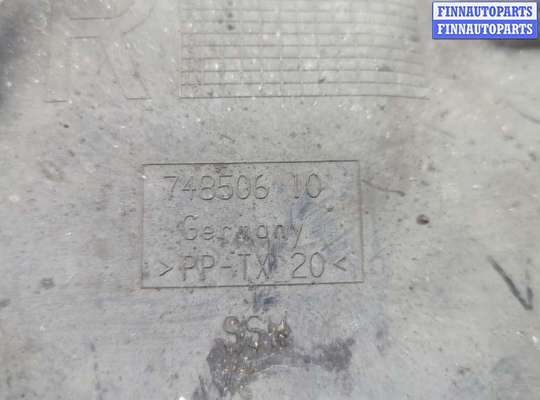 FINNAUTOPARTS
FINNAUTOPARTS
R
748506 10
Germany
>PP-TX 20<